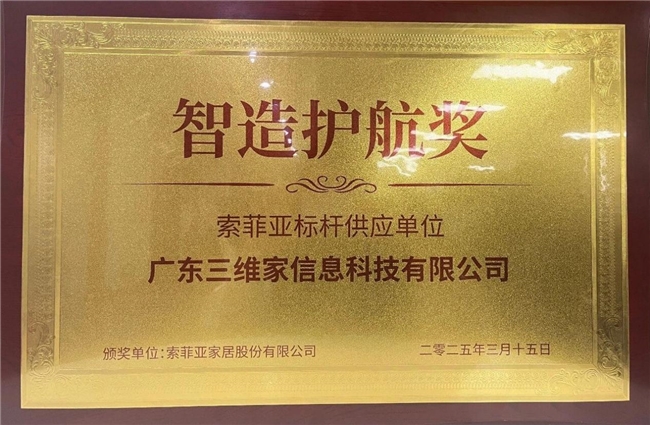 智造护航奖
索菲亚标杆供应单位
广东三维家信息科技有限公司
颁奖单位:索菲亚家居股份有限公司 二零二五年三月十五日